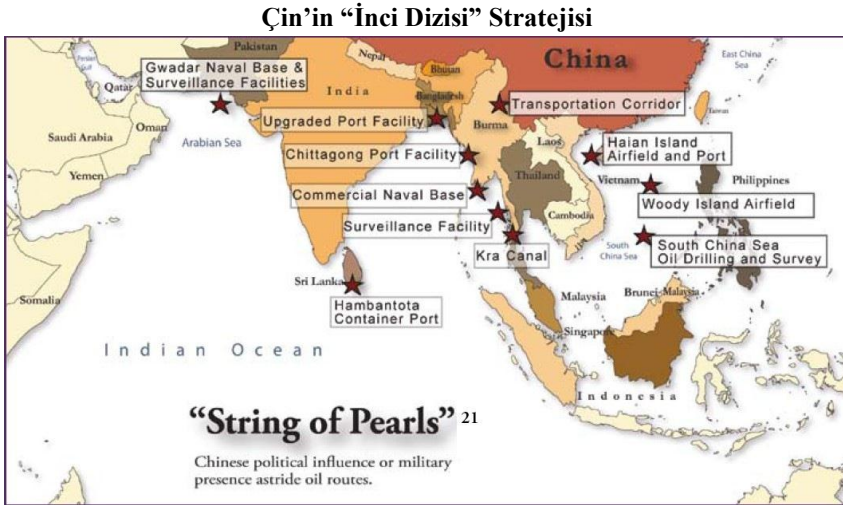 Çin’in “İnci Dizisi” Stratejisi
Pakistan
Nepal
China
East China
Sea
Persian
Gulf
Gwadar Naval Base &
Surveillance Facilities
Bhutan
Qatar
India
Bangladesh
Transportation Corridor
Taiwan
Oman
Upgraded Port Facility
Burma
Saudi Arabia
Arabian Sea
Laos
Haian Island
Airfield and Port
Chittagong Port Facility
Yemen
Thailand
Vietnam
Philippines
Commercial Naval Base
Woody Island Airfield
Cambodia
Surveillance Facility
South
China Sea
South China Sea
Oil Drilling and Survey
Kra Canal
Sri Lanka
Somalia
Malaysia
Brunei
Malaysia
Hambantota
Container Port
Singapore
Indian Ocean
Indonesia
“String of Pearls” 21
Chinese political influence or military
presence astride oil routes.